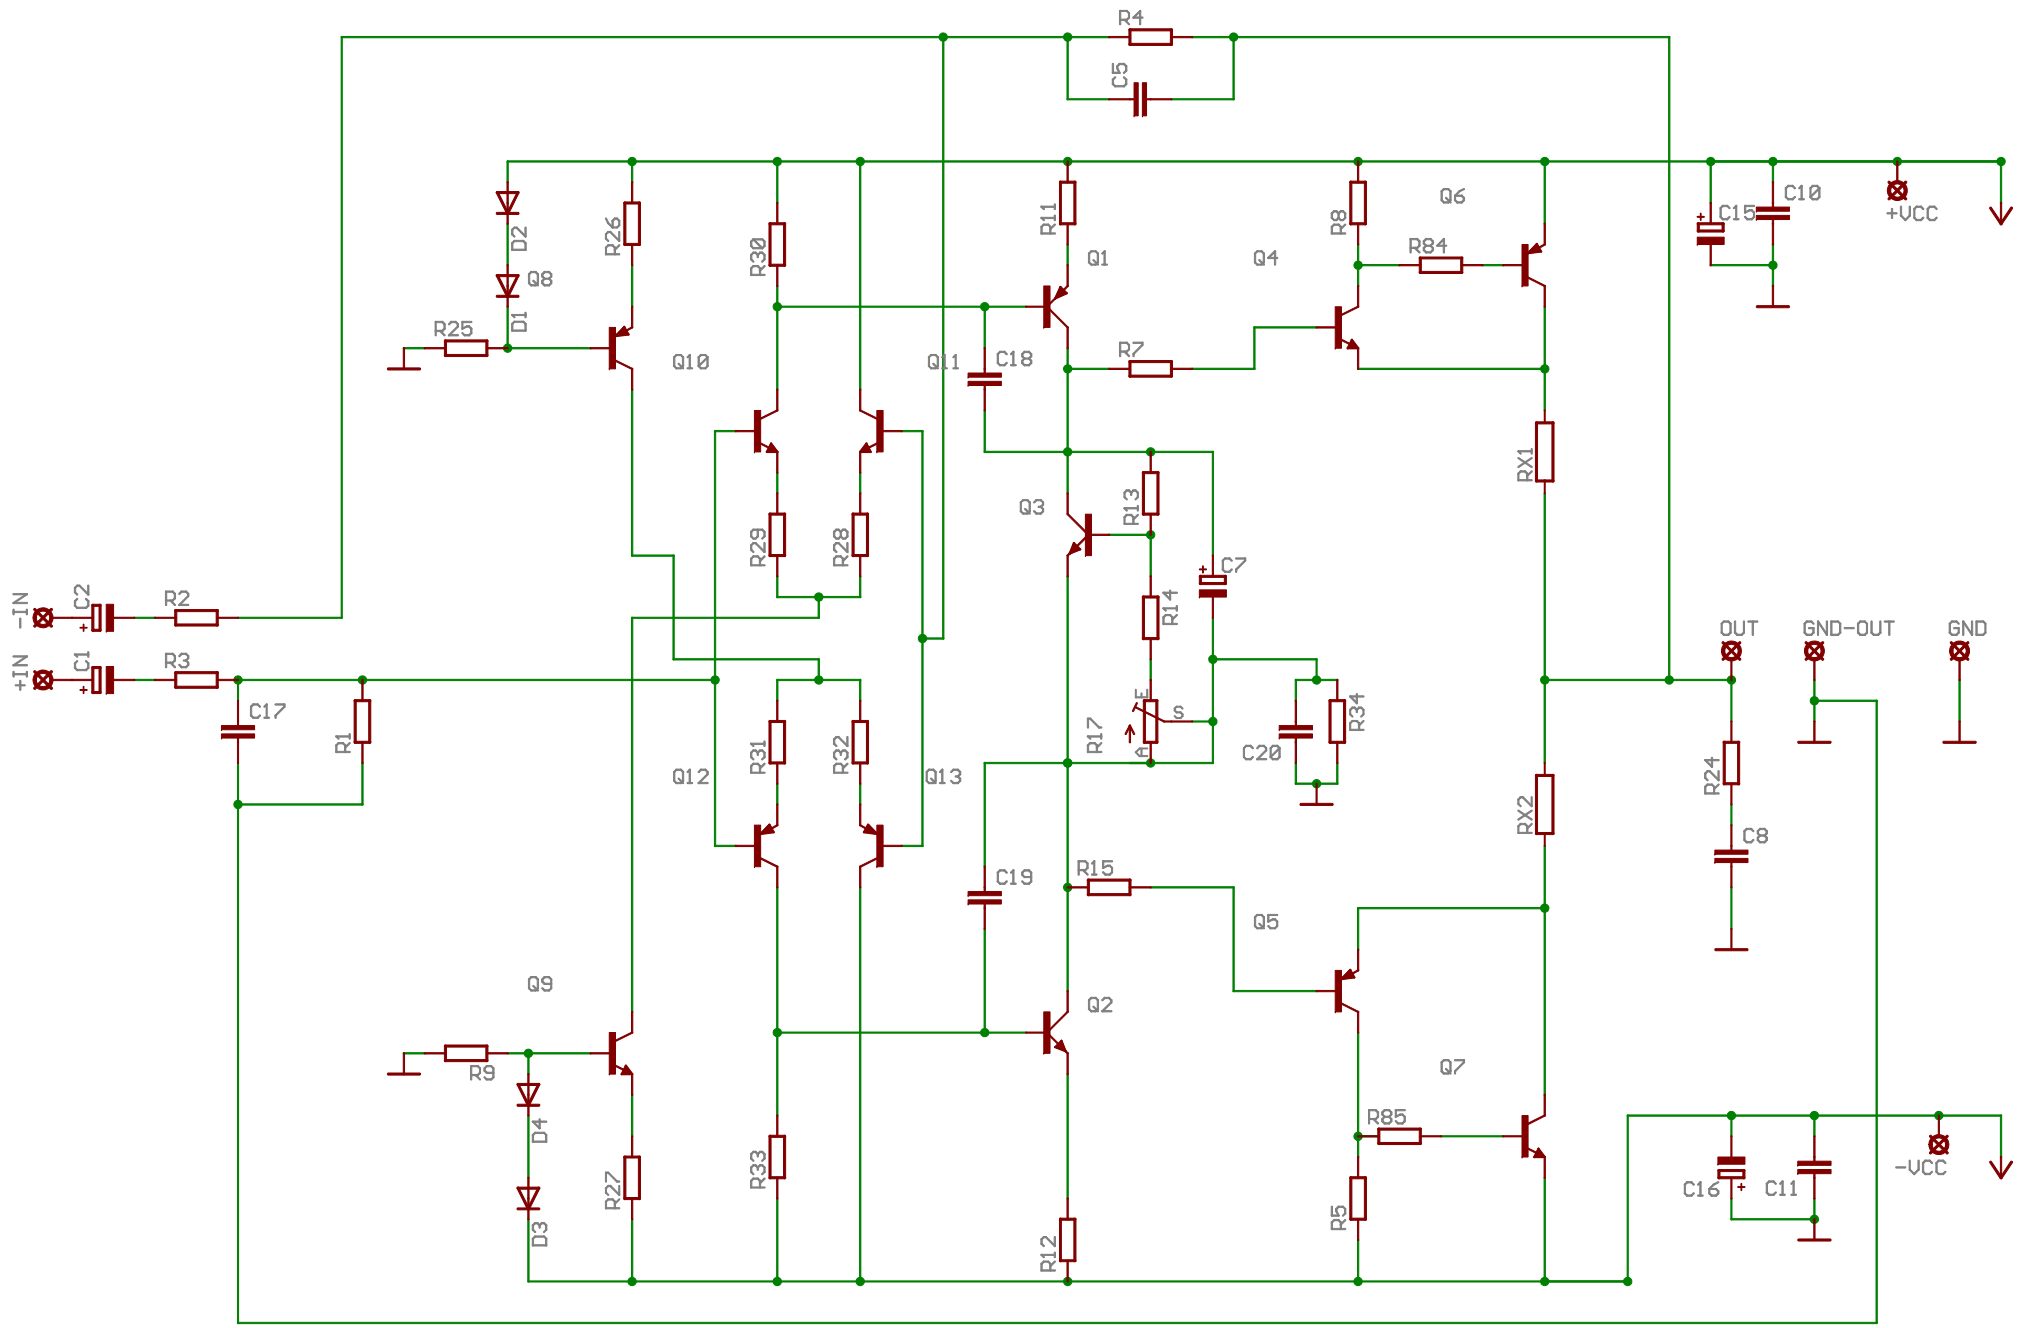 R4
C5
D2
Q8
D1
R25
R26
Q10
R30
R11
Q1
Q11
C18
R7
R8
Q4
R84
Q6
+
C15
C10
+VCC
R29
R28
Q3
R13
R14
+
C7
RX1
-IN
C2
+
R2
+IN
C1
+
R3
C17
R1
Q12
R31
R32
Q13
R17
E
S
A
C20
R34
OUT
GND-OUT
GND
R24
C8
RX2
C19
R15
Q5
Q9
R9
D4
D3
R27
R33
Q2
R12
R85
Q7
R5
-VCC
C16
+
C11